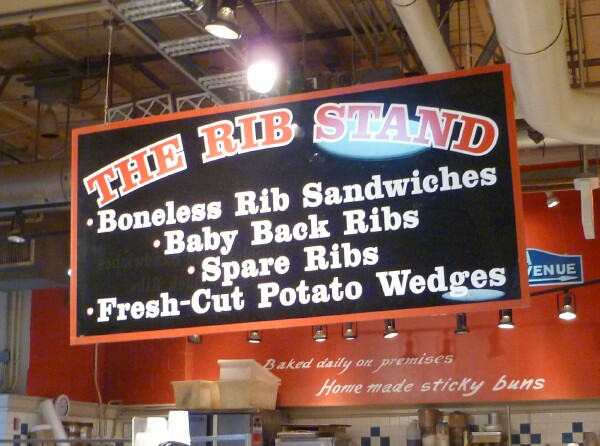 THE RIB STAND
• Boneless Rib Sandwiches
• Baby Back Ribs
• Spare Ribs
• Fresh-Cut Potato Wedges
VENUE
Baked daily on premises
Home made sticky buns